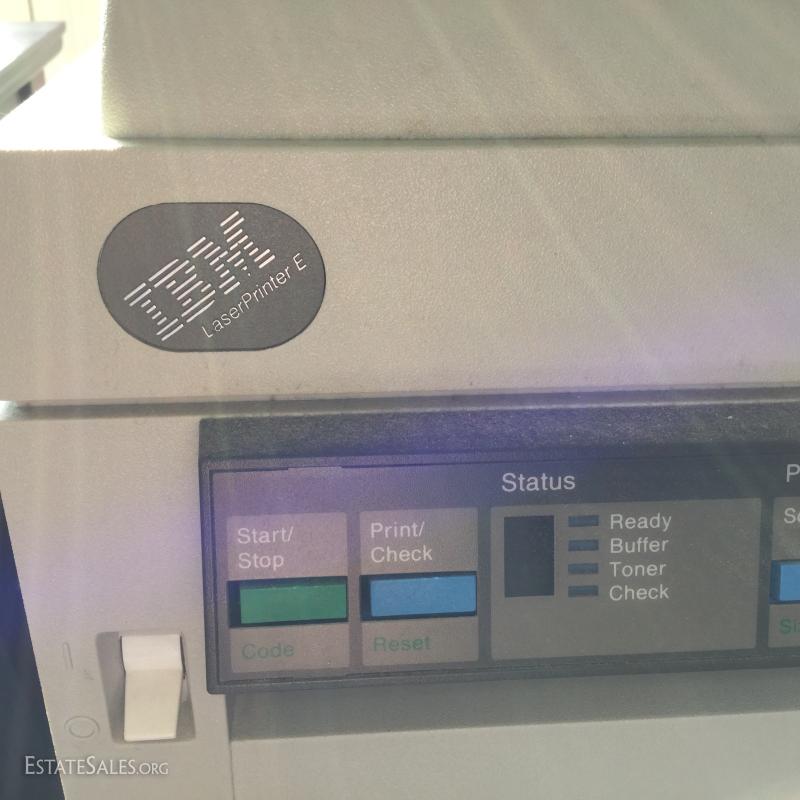 IBM
LaserPrinter E
Status
Start/
Stop
Code
Print/
Check
Reset
Ready
Buffer
Toner
Check
ESTATESALES.ORG